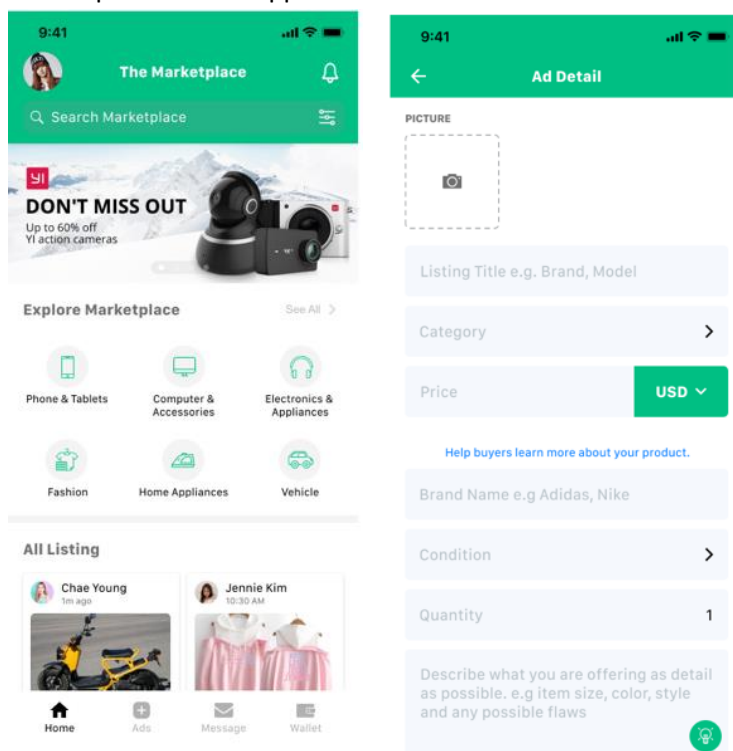 9:41
The Marketplace
Search Marketplace
YI
DON'T MISS OUT
Up to 60% off
YI action cameras
Explore Marketplace
See All >
Phone & Tablets
Computer &
Accessories
Electronics &
Appliances
Fashion
Home Appliances
Vehicle
All Listing
Chae Young
1m ago
Jennie Kim
10:30 AM
Home
Ads
Message
Wallet
9:41
Ad Detail
PICTURE
Listing Title e.g. Brand, Model
Category
Price
USD
Help buyers learn more about your product.
Brand Name e.g Adidas, Nike
Condition
Quantity
1
Describe what you are offering as detail
as possible. e.g item size, color, style
and any possible flaws